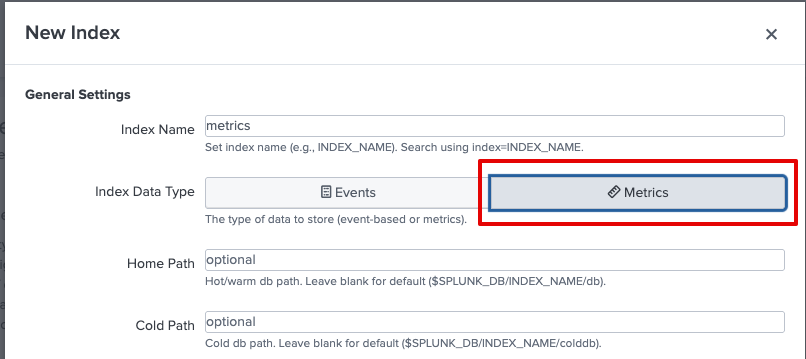 New Index
General Settings
Index Name metrics
Set index name (e.g., INDEX_NAME). Search using index=INDEX_NAME.
Index Data Type Events Metrics
The type of data to store (event-based or metrics).
Home Path optional
Hot/warm db path. Leave blank for default ($SPLUNK_DB/INDEX_NAME/db).
Cold Path optional
Cold db path. Leave blank for default ($SPLUNK_DB/INDEX_NAME/colddb).